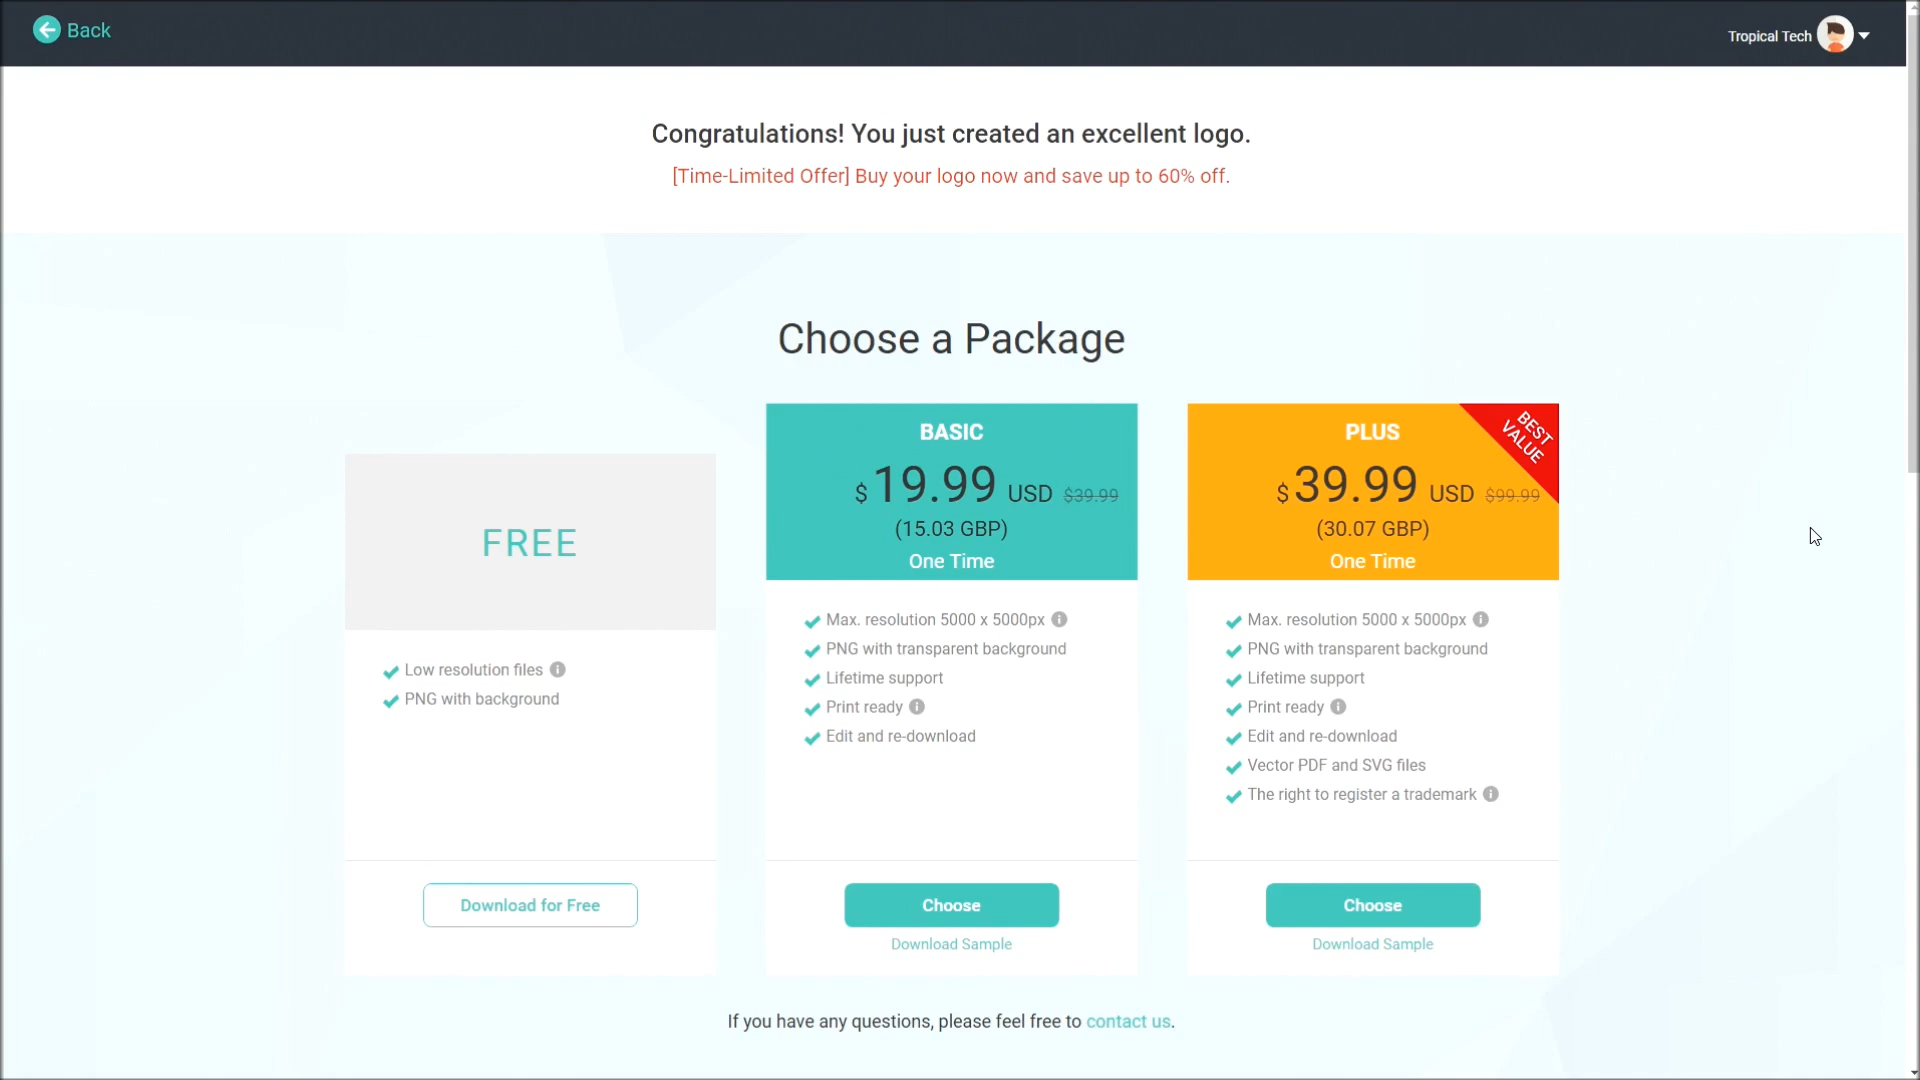 Back
Tropical Tech
Congratulations! You just created an excellent logo.
[Time-Limited Offer] Buy your logo now and save up to 60% off.
Choose a Package
FREE
Low resolution files
PNG with background
Download for Free
BASIC
$ 19.99 USD $39.99
(15.03 GBP)
One Time
Max. resolution 5000 x 5000px
PNG with transparent background
Lifetime support
Print ready
Edit and re-download
Choose
Download Sample
PLUS
BEST
VALUE
$ 39.99 USD $99.99
(30.07 GBP)
One Time
Max. resolution 5000 x 5000px
PNG with transparent background
Lifetime support
Print ready
Edit and re-download
Vector PDF and SVG files
The right to register a trademark
Choose
Download Sample
If you have any questions, please feel free to contact us.